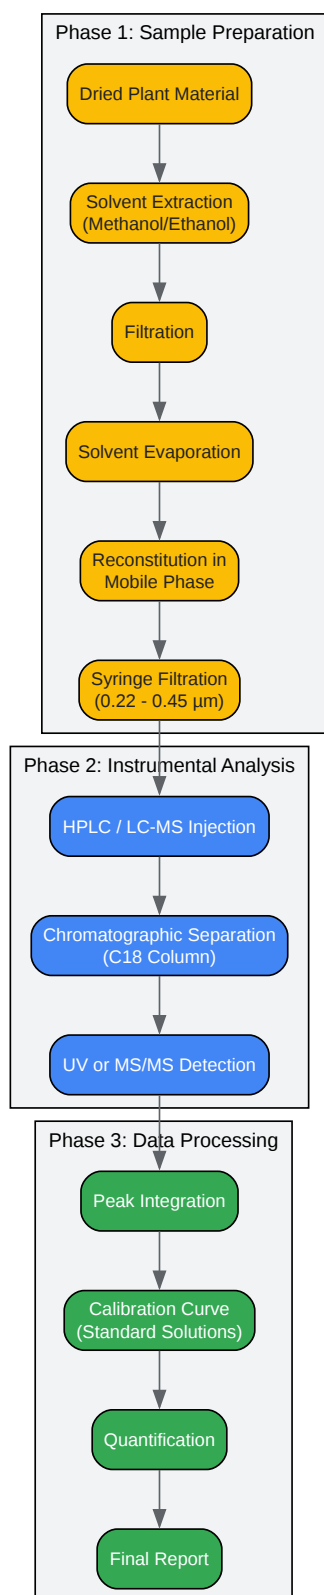 Phase 1: Sample Preparation
Dried Plant Material
Solvent Extraction
(Methanol/Ethanol)
Filtration
Solvent Evaporation
Reconstitution in
Mobile Phase
Syringe Filtration
(0.22 - 0.45 µm)
Phase 2: Instrumental Analysis
HPLC / LC-MS Injection
Chromatographic Separation
(C18 Column)
UV or MS/MS Detection
Phase 3: Data Processing
Peak Integration
Calibration Curve
(Standard Solutions)
Quantification
Final Report